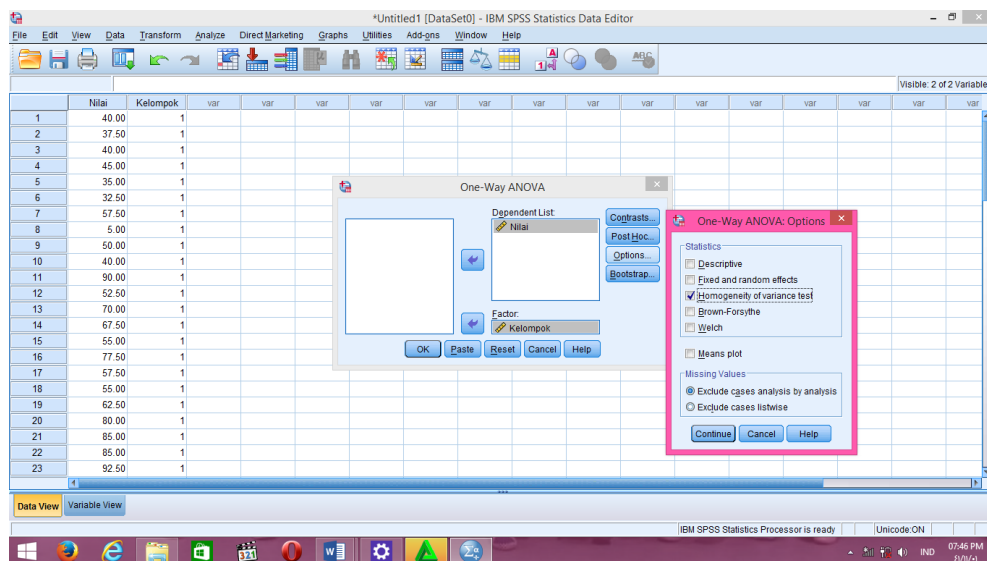 *Untitled1 [DataSet0] - IBM SPSS Statistics Data Editor
File Edit View Data Transform Analyze Direct Marketing Graphs Utilities Add-ons Window Help
Visible: 2 of 2 Variable
Nilai Kelompok var var var var var var var var var var var var var var var
1 40.00 1
2 37.50 1
3 40.00 1
4 45.00 1
5 35.00 1
6 32.50 1
7 57.50 1
8 5.00 1
9 50.00 1
10 40.00 1
11 90.00 1
12 52.50 1
13 70.00 1
14 67.50 1
15 55.00 1
16 77.50 1
17 57.50 1
18 55.00 1
19 62.50 1
20 80.00 1
21 85.00 1
22 85.00 1
23 92.50 1
One-Way ANOVA
Dependent List:
Nilai
Factor:
Kelompok
Contrasts...
Post Hoc...
Options...
Bootstrap...
OK Paste Reset Cancel Help
One-Way ANOVA: Options
Statistics
Descriptive
Fixed and random effects
Homogeneity of variance test
Brown-Forsythe
Welch
Means plot
Missing Values
Exclude cases analysis by analysis
Exclude cases listwise
Continue Cancel Help
Data View Variable View
IBM SPSS Statistics Processor is ready Unicode:ON
IND 07:46 PM